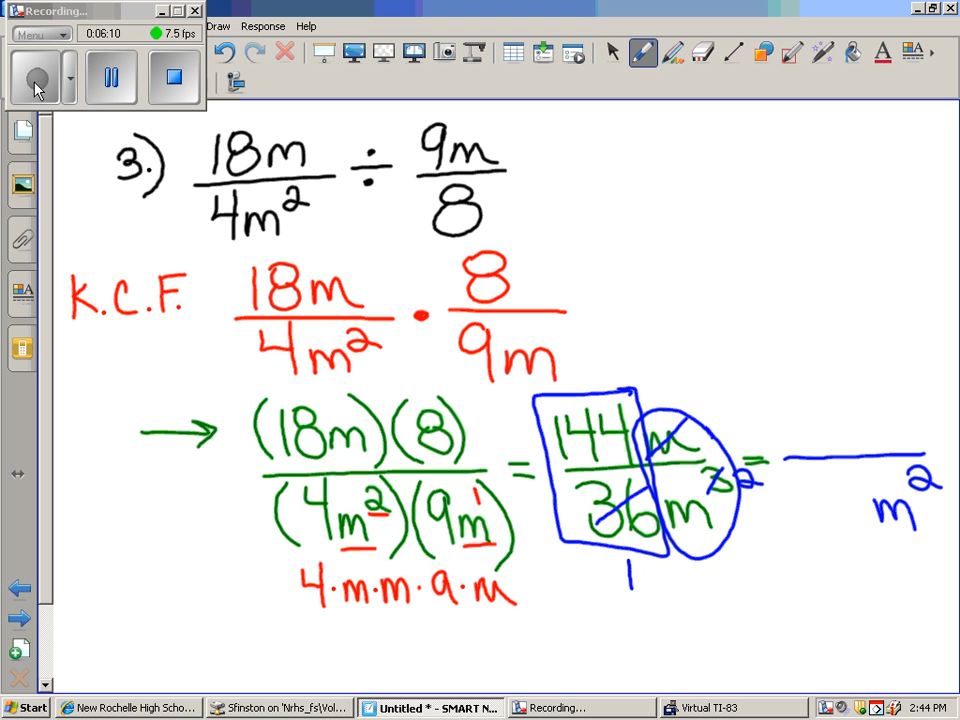 Recording...
Menu 0:06:10 7.5 fps
Draw Response Help
3.) 18m/4m² ÷ 9m/8
K.C.F. 18m/4m² · 8/9m
→ (18m)(8)/(4m²)(9m¹) = 144m/36m³ 2 = /m²
4·m·m·9·m
1
Start New Rochelle High Scho... Sfinston on 'Nrhs_fs\Vol... Untitled * - SMART N... Recording... Virtual TI-83 2:44 PM